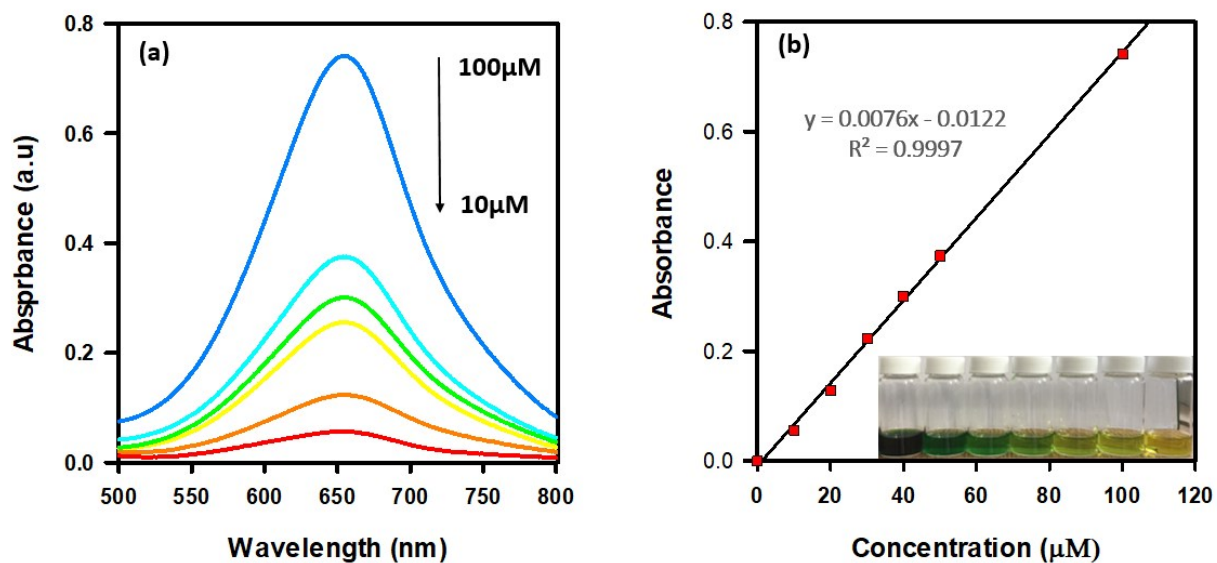 (a)
100μM
10μM
0.8
0.6
0.4
0.2
0.0
500 550 600 650 700 750 800
Absprbance (a.u)
Wavelength (nm)
(b)
y = 0.0076x - 0.0122
R² = 0.9997
0.8
0.6
0.4
0.2
0.0
0 20 40 60 80 100 120
Absorbance
Concentration (μM)